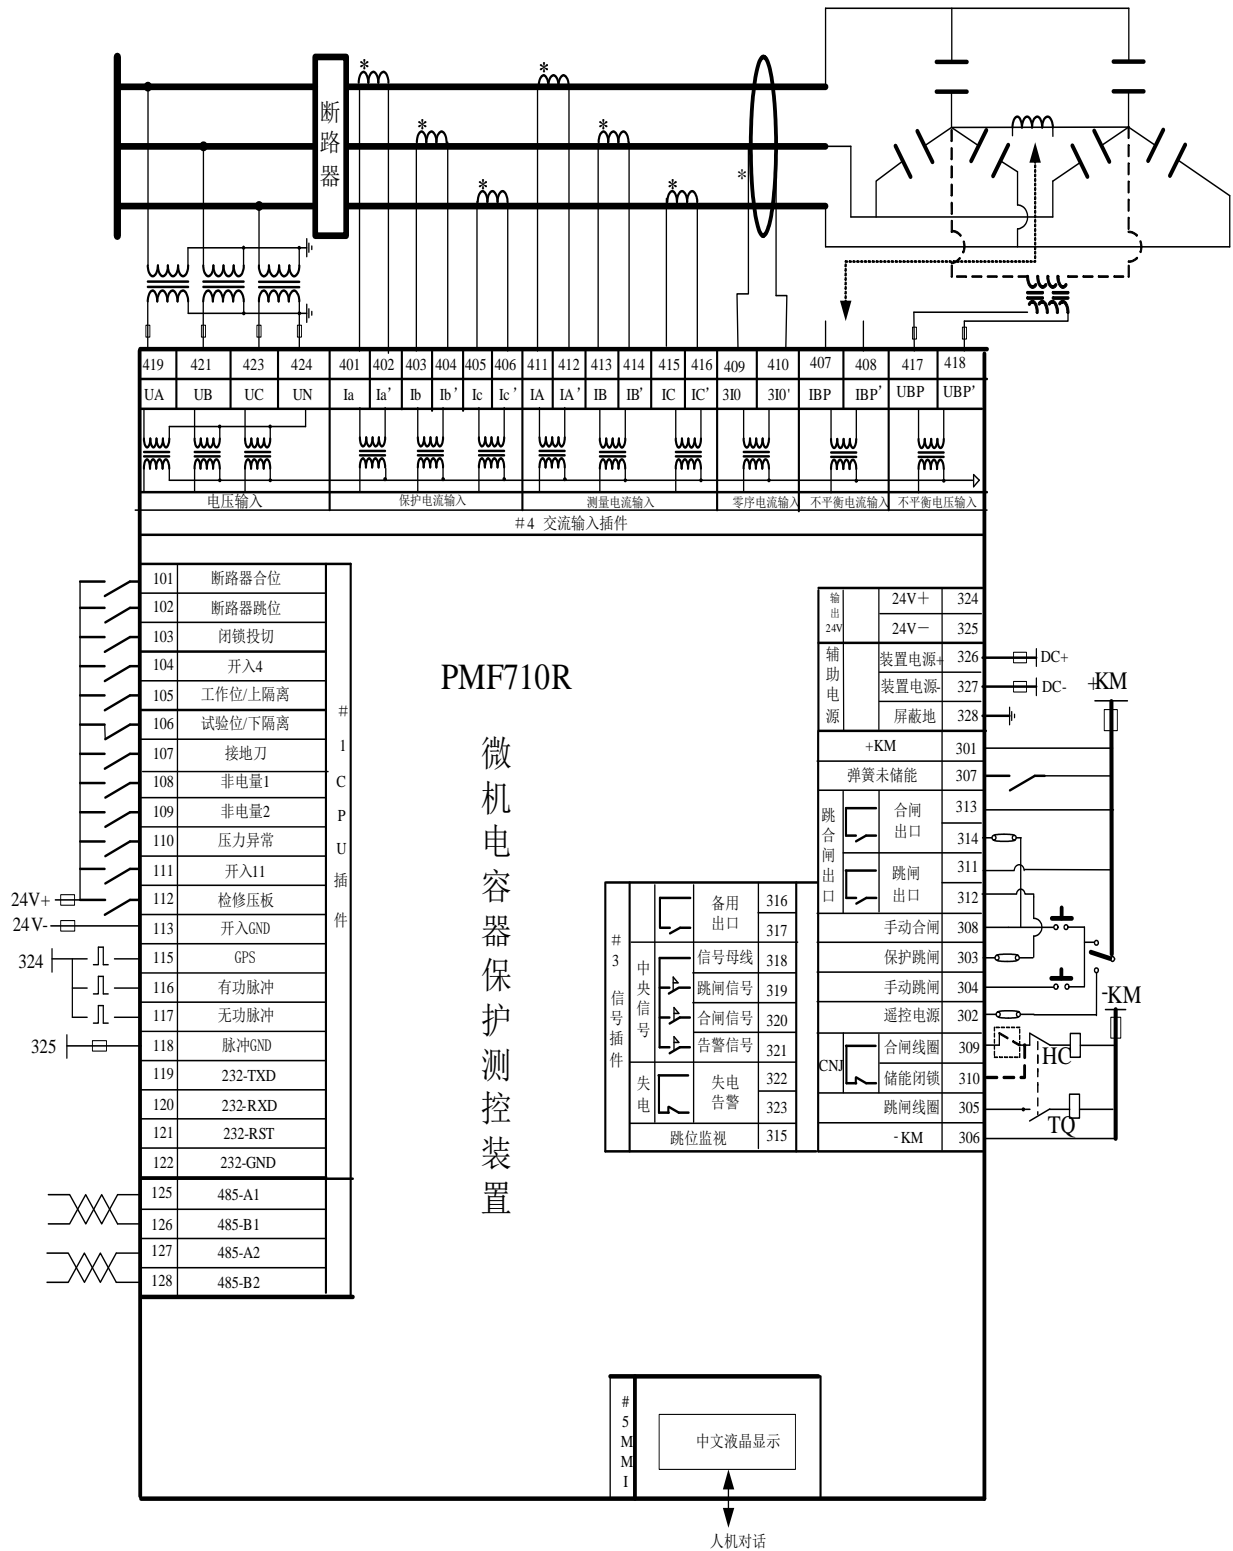 * * * * * * *
断路器
419 421 423 424 401 402 403 404 405 406 411 412 413 414 415 416 409 410 407 408 417 418
UA UB UC UN Ia Ia’ Ib Ib’ Ic Ic’ IA IA’ IB IB’ IC IC’ 3I0 3I0' IBP IBP’ UBP UBP’
电压输入 保护电流输入 测量电流输入 零序电流输入 不平衡电流输入 不平衡电压输入
#4 交流输入插件
101 断路器合位
102 断路器跳位
103 闭锁投切
104 开入4
105 工作位/上隔离
106 试验位/下隔离
107 接地刀
108 非电量1
109 非电量2
110 压力异常
111 开入11
24V+ 112 检修压板
24V- 113 开入GND
324 115 GPS
116 有功脉冲
117 无功脉冲
325 118 脉冲GND
119 232-TXD
120 232-RXD
121 232-RST
122 232-GND
125 485-A1
126 485-B1
127 485-A2
128 485-B2
#1CPU插件
PMF710R
微机电容器保护测控装置
#3 信号插件
备用出口 316
317
中央信号
信号母线 318
跳闸信号 319
合闸信号 320
告警信号 321
失电
失电告警 322
323
跳位监视 315
输出24V
24V+ 324
24V- 325
辅助电源
装置电源+ 326 DC+
装置电源- 327 DC-
屏蔽地 328
+KM
+KM 301
弹簧未储能 307
跳合闸出口
合闸出口 313
314
跳闸出口 311
312
手动合闸 308
保护跳闸 303
手动跳闸 304
-KM
遥控电源 302
CNJ
合闸线圈 309 HC
储能闭锁 310
跳闸线圈 305 TQ
-KM 306
#5MMI
中文液晶显示
人机对话